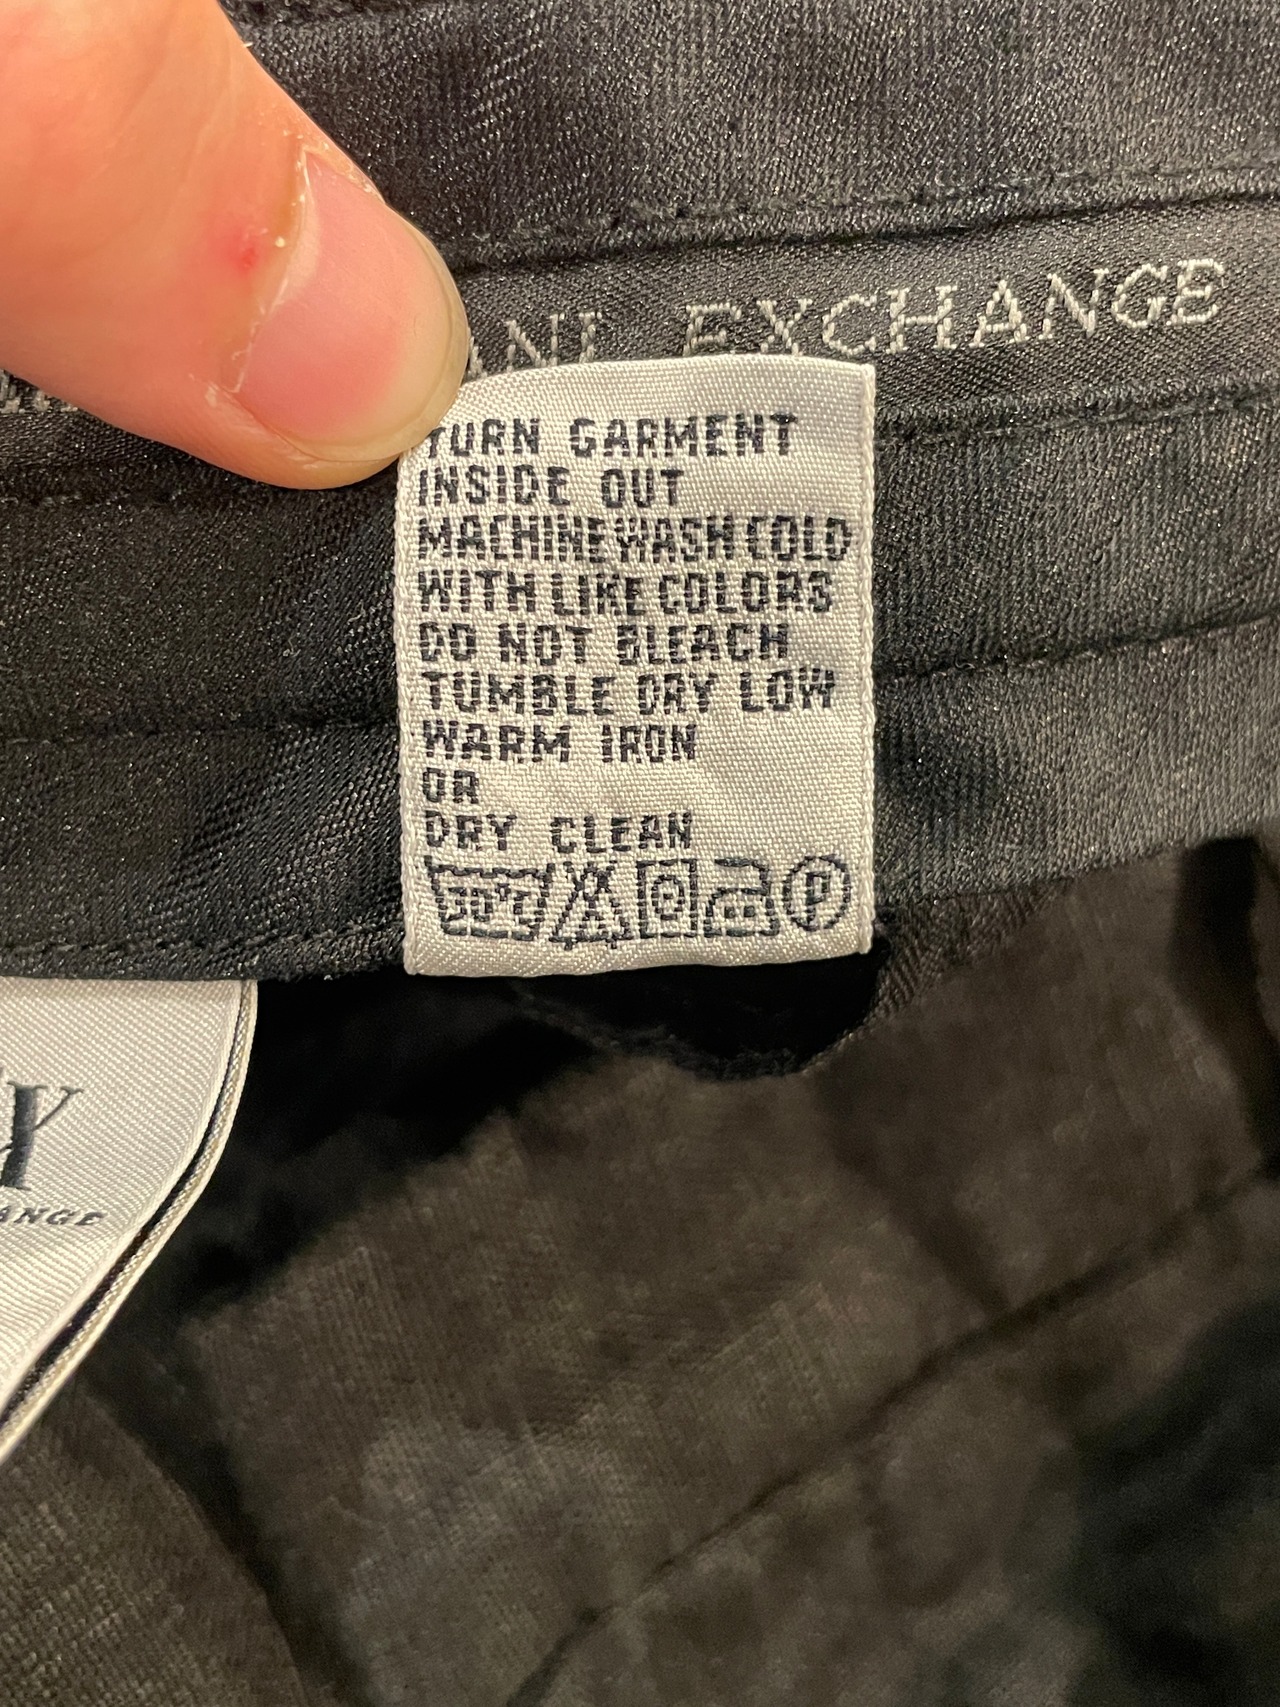 EXCHANGE
TURN GARMENT
INSIDE OUT
MACHINE WASH COLD
WITH LIKE COLORS
DO NOT BLEACH
TUMBLE DRY LOW
WARM IRON
OR
DRY CLEAN
30°C P